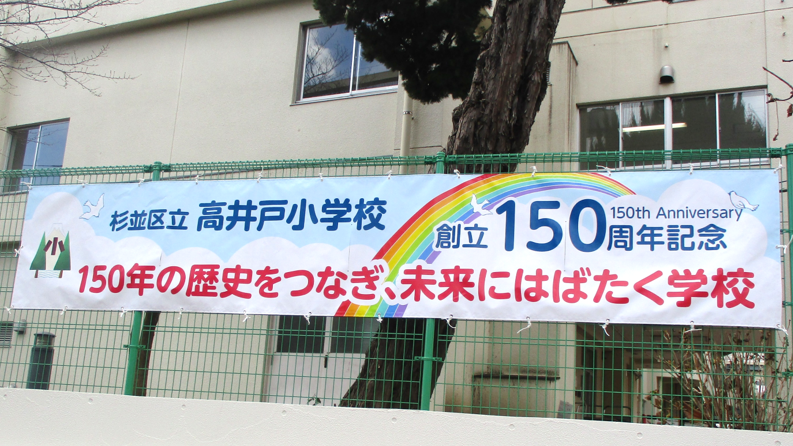 小
杉並区立 高井戸小学校
創立150周年記念
150th Anniversary
150年の歴史をつなぎ、未来にはばたく学校